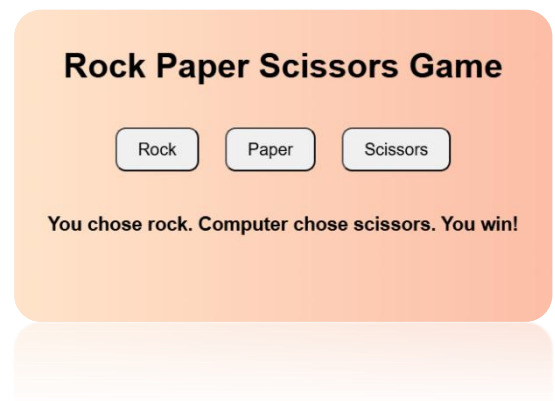 Rock Paper Scissors Game
Rock Paper Scissors
You chose rock. Computer chose scissors. You win!